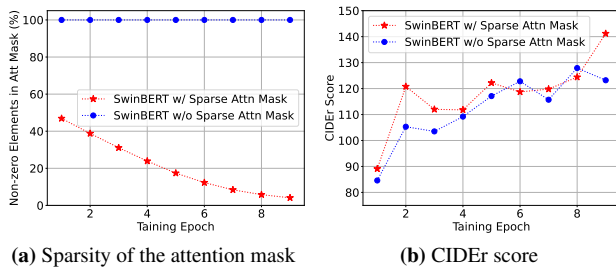 Non-zero Elements in Att Mask (%)
100
80
60
40
20
0
2
4
6
8
Taining Epoch
SwinBERT w/ Sparse Attn Mask
SwinBERT w/o Sparse Attn Mask
(a) Sparsity of the attention mask
CIDEr Score
150
140
130
120
110
100
90
80
2
4
6
8
Taining Epoch
SwinBERT w/ Sparse Attn Mask
SwinBERT w/o Sparse Attn Mask
(b) CIDEr score